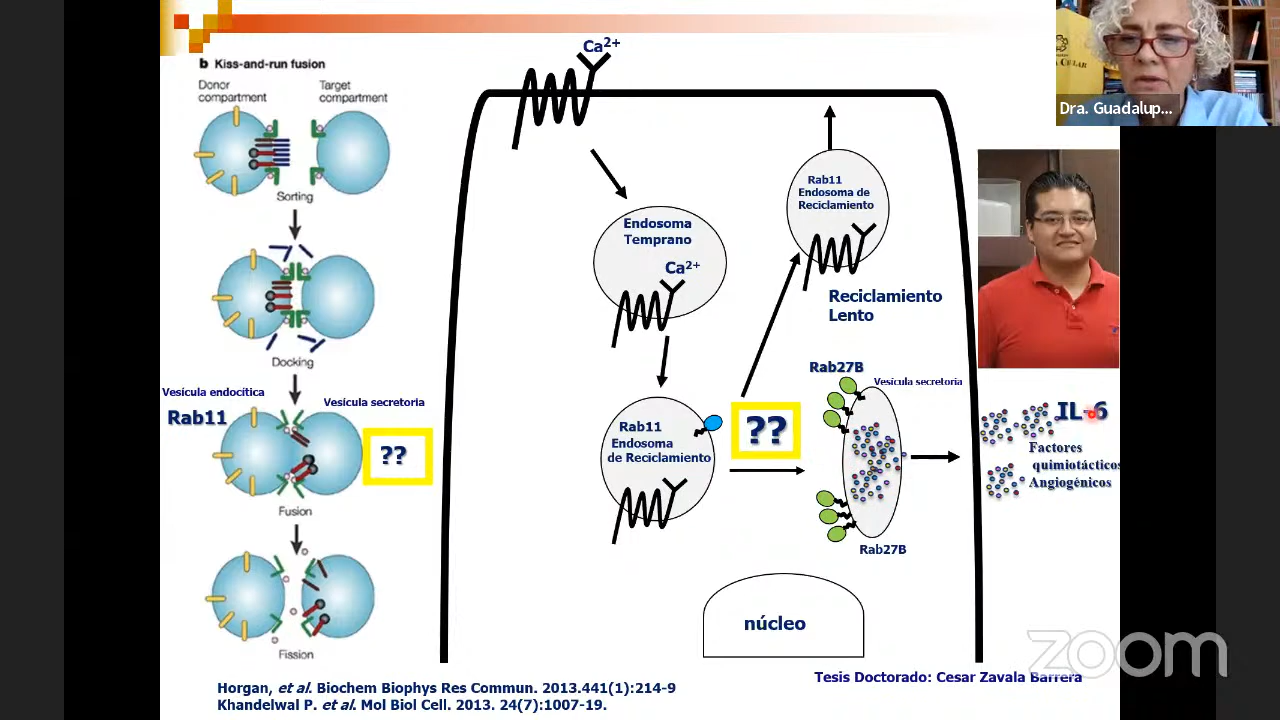 b Kiss-and-run fusion
Donor
compartment
Target
compartment
Sorting
Docking
Vesícula endocítica
Rab11
Vesícula secretoria
??
Fusion
Fission
Ca2+
Endosoma
Temprano
Ca2+
Rab11
Endosoma
de Reciclamiento
??
Rab11
Endosoma de
Reciclamiento
Reciclamiento
Lento
Rab27B
Vesícula secretoria
Rab27B
IL-6
Factores
quimiotácticos
Angiogénicos
núcleo
Tesis Doctorado: Cesar Zavala Barrera
Horgan, et al. Biochem Biophys Res Commun. 2013.441(1):214-9
Khandelwal P. et al. Mol Biol Cell. 2013. 24(7):1007-19.
Dra. Guadalup...
zoom